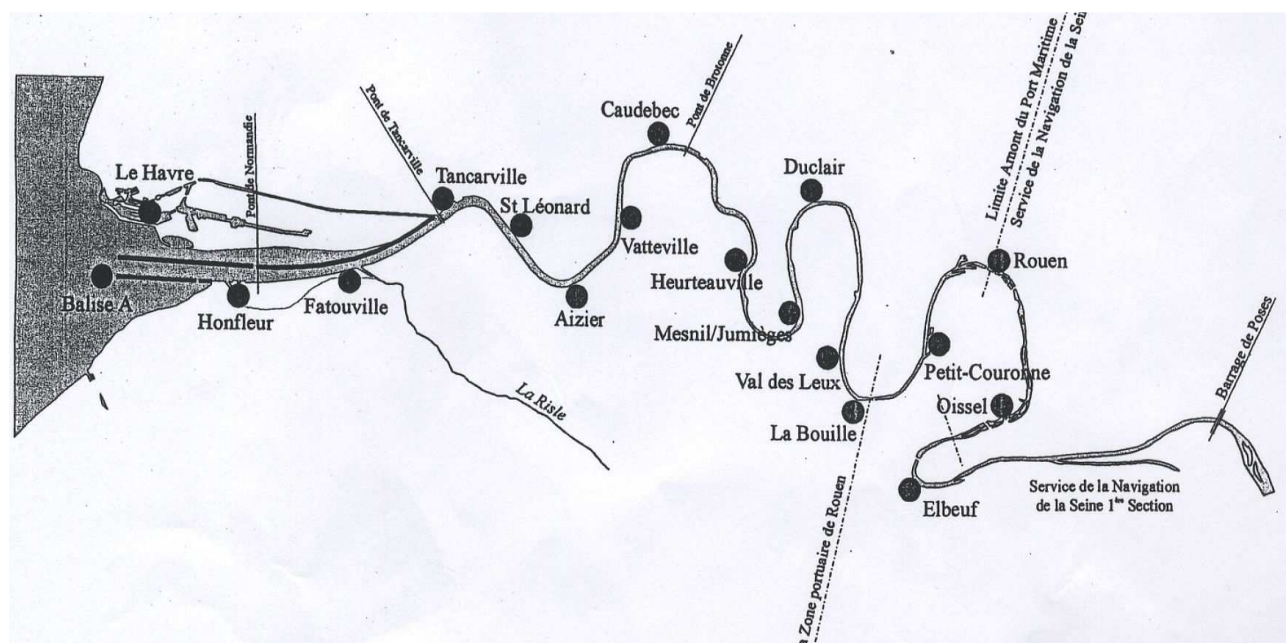 Limite Amont du Port Maritime
Service de la Navigation de la Sei
Pont de Brotonne
Caudebec
Pont de Tancarville
Pont de Normandie
Duclair
Le Havre
Tancarville
St Léonard
Vatteville
Rouen
Heurteauville
Balise A
Honfleur
Fatouville
Aizier
Mesnil/Jumièges
Barrage de Poses
Val des Leux
Petit-Couronne
La Risle
Oissel
La Bouille
Elbeuf
Service de la Navigation
de la Seine 1ère Section
Zone portuaire de Rouen